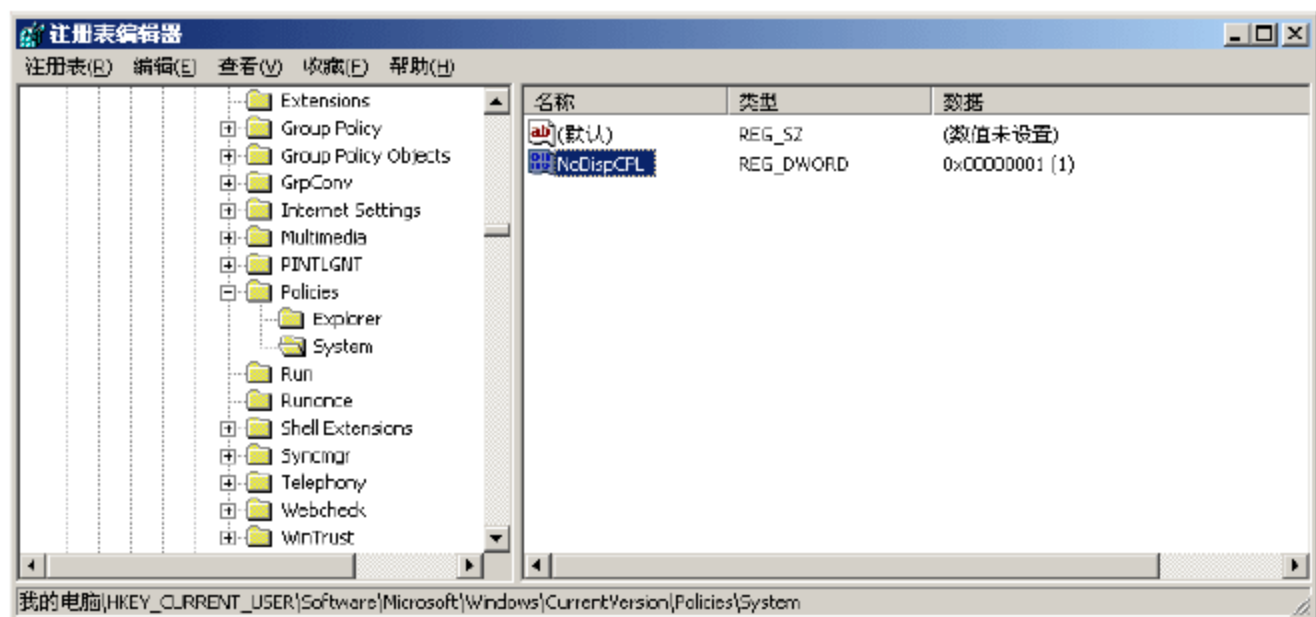 注册表编辑器
注册表(R) 编辑(E) 查看(V) 收藏(F) 帮助(H)
Extensions
Group Policy
Group Policy Objects
GrpConv
Internet Settings
Multimedia
PINTLGNT
Policies
Explorer
System
Run
Runonce
Shell Extensions
Syncmgr
Telephony
Webcheck
WinTrust
名称 类型 数据
(默认) REG_SZ (数值未设置)
NoDispCPL REG_DWORD 0x00000001 (1)
我的电脑\HKEY_CURRENT_USER\Software\Microsoft\Windows\CurrentVersion\Policies\System